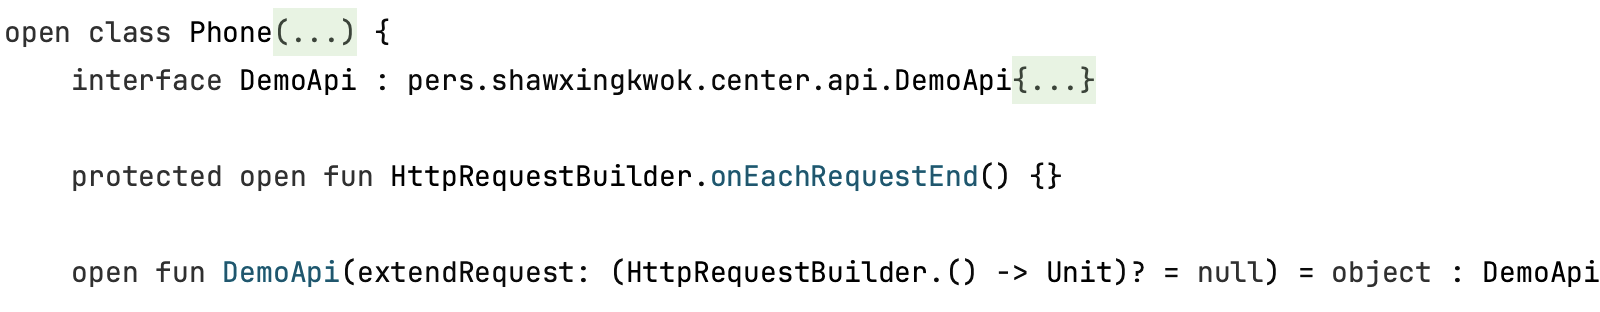 open class Phone(...) {
    interface DemoApi : pers.shawxingkwok.center.api.DemoApi{...}
    protected open fun HttpRequestBuilder.onEachRequestEnd() {}
    open fun DemoApi(extendRequest: (HttpRequestBuilder.() -> Unit)? = null) = object : DemoApi